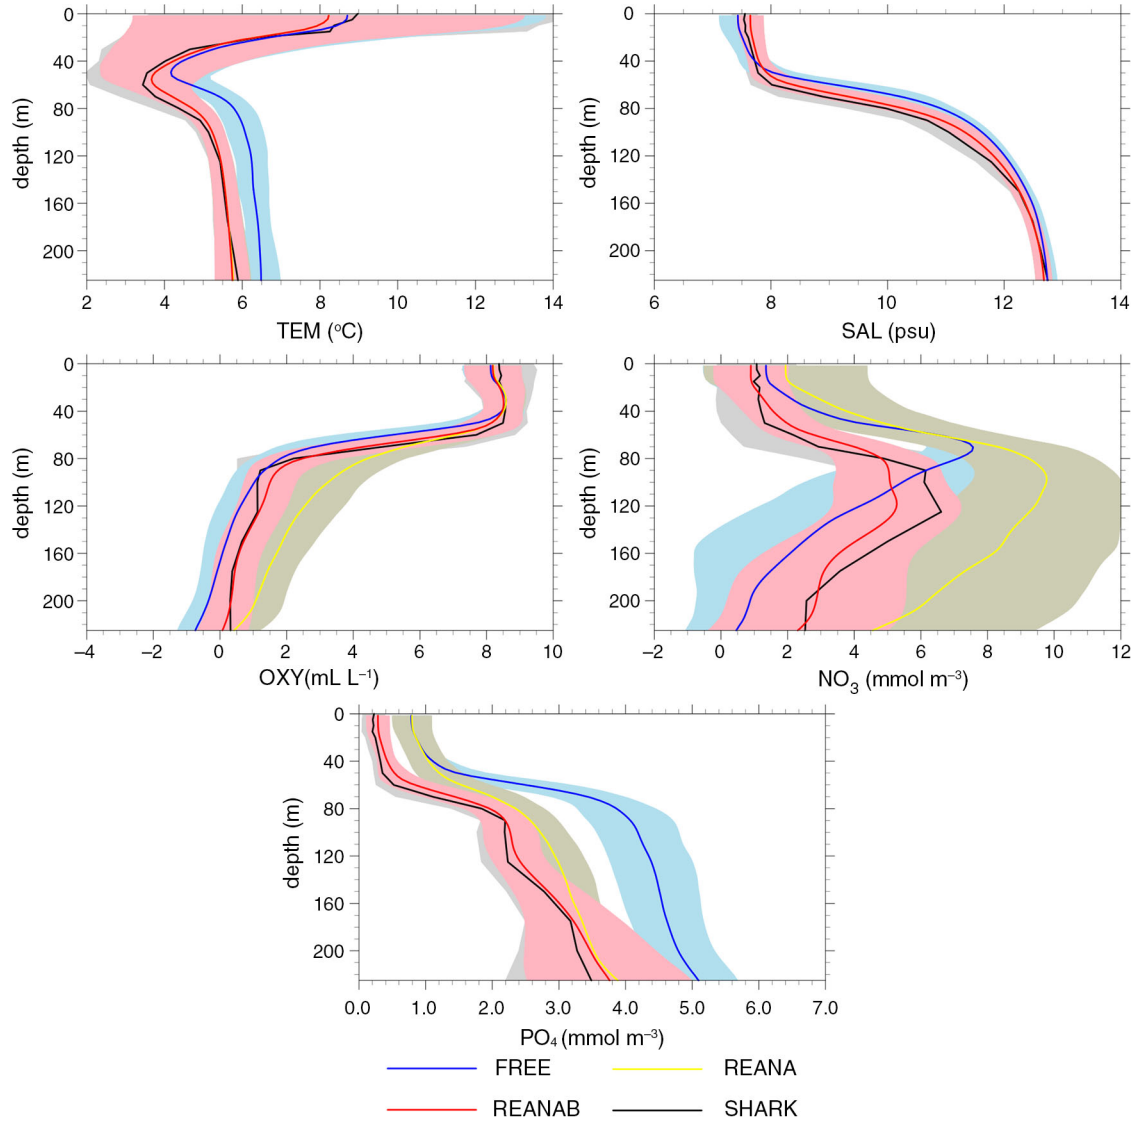 0
40
80
120
160
200
depth (m)
2 4 6 8 10 12 14
TEM (°C)
0
40
80
120
160
200
depth (m)
6 8 10 12 14
SAL (psu)
0
40
80
120
160
200
depth (m)
−4 −2 0 2 4 6 8 10
OXY(mL L⁻¹)
0
40
80
120
160
200
depth (m)
−2 0 2 4 6 8 10 12
NO₃ (mmol m⁻³)
0
40
80
120
160
200
depth (m)
0.0 1.0 2.0 3.0 4.0 5.0 6.0 7.0
PO₄ (mmol m⁻³)
FREE REANA
REANAB SHARK